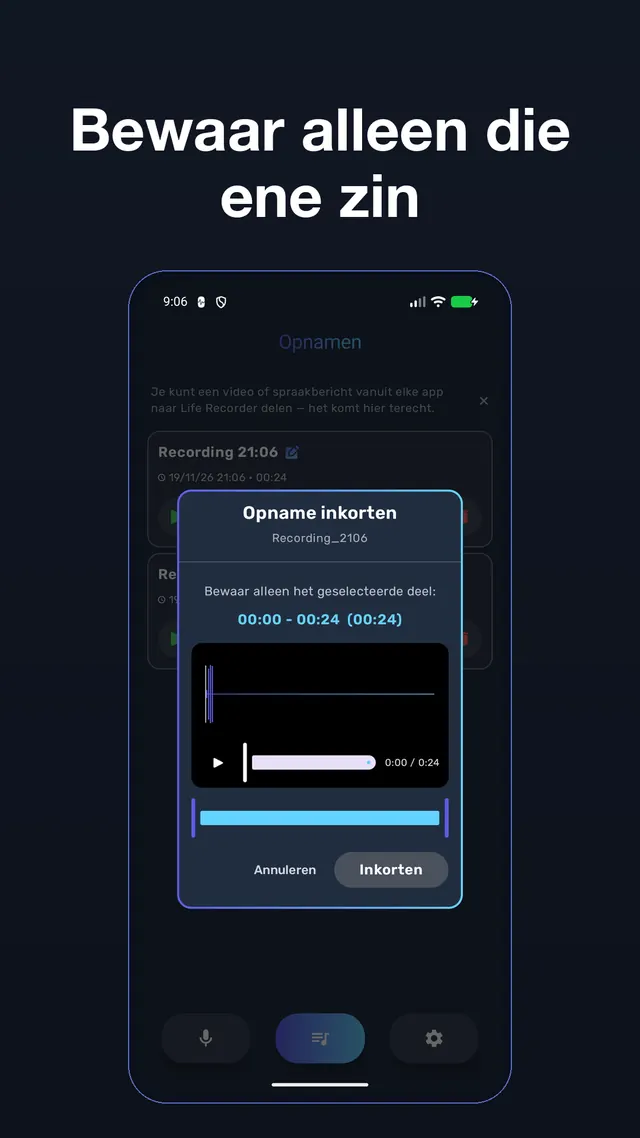 Bewaar alleen die
ene zin
9:06
Opnamen
Je kunt een video of spraakbericht vanuit elke app
naar Life Recorder delen — het komt hier terecht.
Recording 21:06
19/11/26 21:06 • 00:24
Opname inkorten
Recording_2106
Bewaar alleen het geselecteerde deel:
00:00 - 00:24 (00:24)
0:00 / 0:24
Annuleren
Inkorten